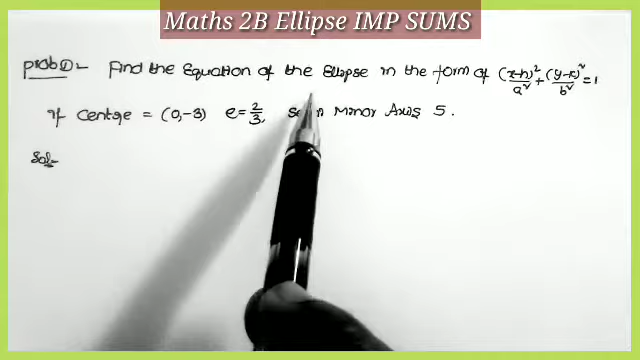 Maths 2B Ellipse IMP SUMS
prob①:- Find the Equation of the Ellipse in the form of (x-h)²/a² + (y-k)²/b² = 1
if Centre = (0,-3) e = 2/3, Minor Axis 5.
Sol:-